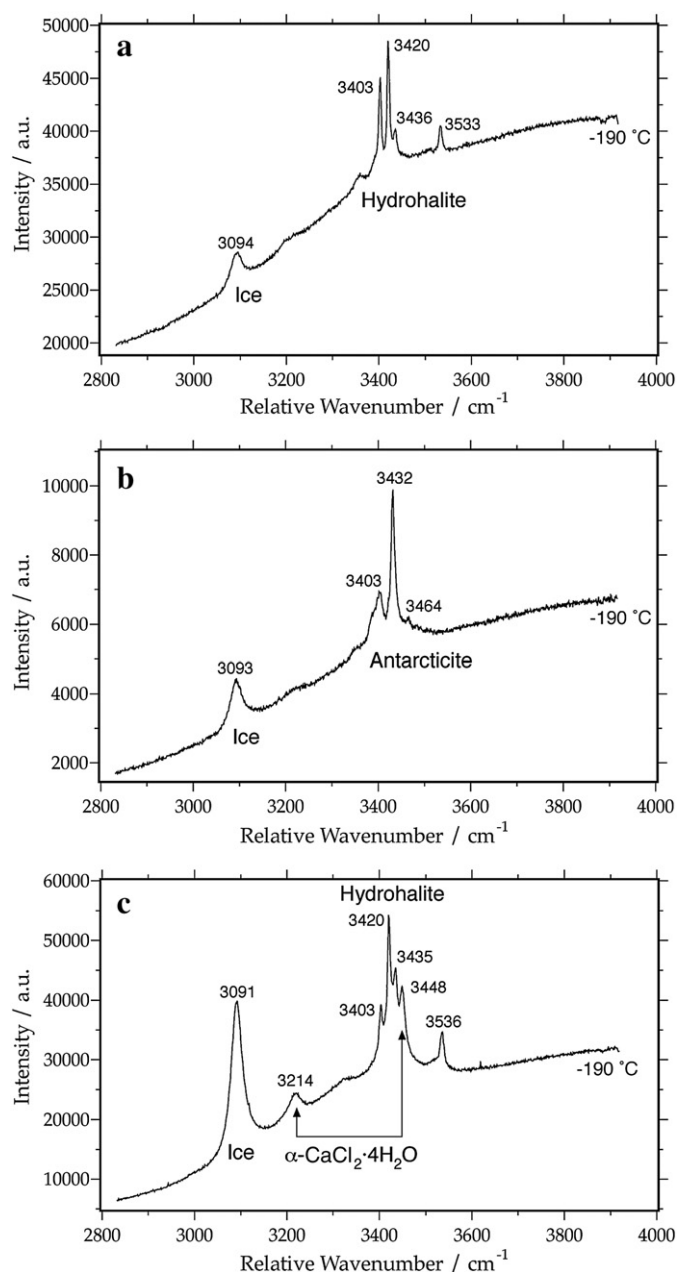 a
50000
45000
40000
35000
30000
25000
20000
Intensity / a.u.
3420
3403
3436
3533
-190 ˚C
Hydrohalite
3094
Ice
2800 3000 3200 3400 3600 3800 4000
Relative Wavenumber / cm⁻¹
b
10000
8000
6000
4000
2000
Intensity / a.u.
3432
3403
3464
-190 ˚C
Antarcticite
3093
Ice
2800 3000 3200 3400 3600 3800 4000
Relative Wavenumber / cm⁻¹
c
60000
50000
40000
30000
20000
10000
Intensity / a.u.
Hydrohalite
3420
3435
3448
3091
3403
3536
3214
-190 ˚C
Ice
α-CaCl₂·4H₂O
2800 3000 3200 3400 3600 3800 4000
Relative Wavenumber / cm⁻¹